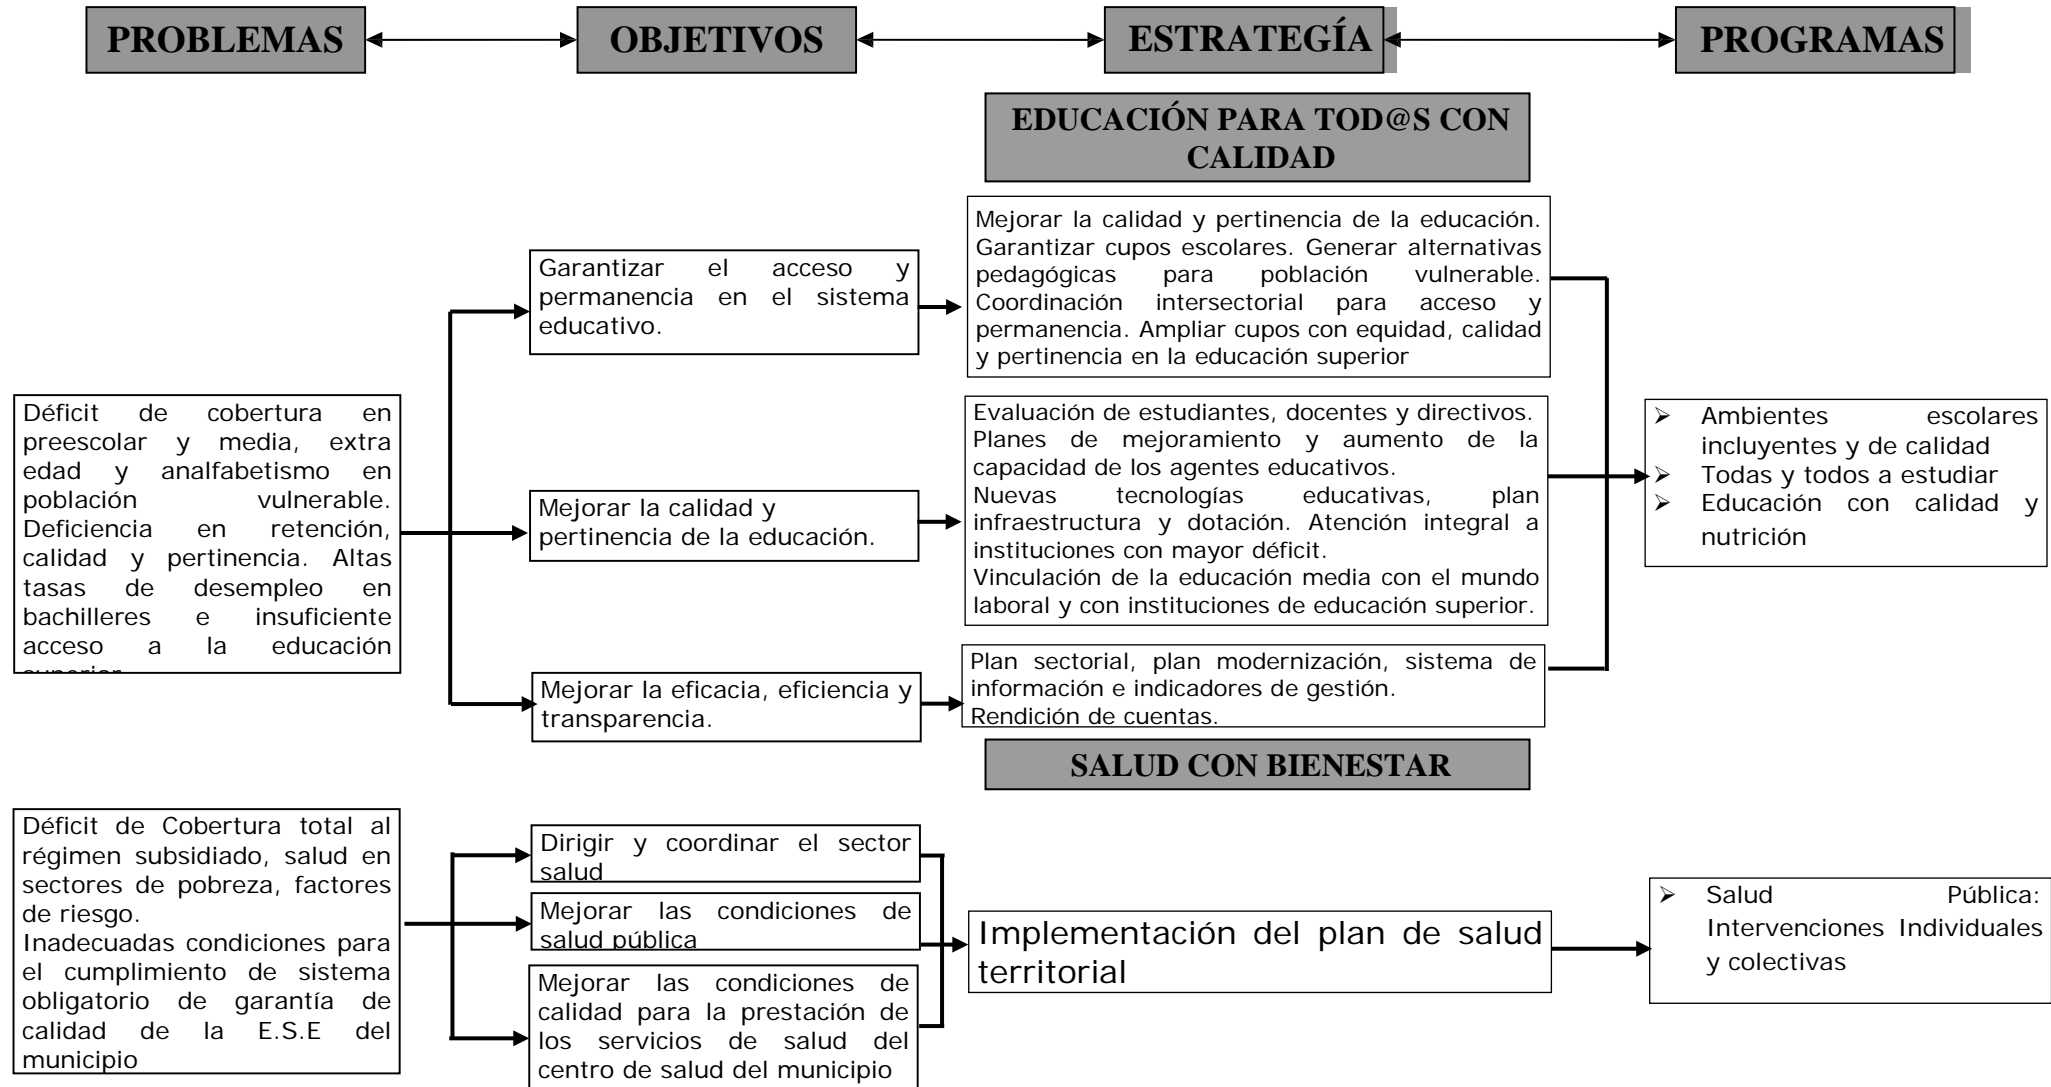 PROBLEMAS
OBJETIVOS
ESTRATEGÍA
PROGRAMAS
EDUCACIÓN PARA TOD@S CON
CALIDAD
Déficit de cobertura en
preescolar y media, extra
edad y analfabetismo en
población vulnerable.
Deficiencia en retención,
calidad y pertinencia. Altas
tasas de desempleo en
bachilleres e insuficiente
acceso a la educación
superior
Garantizar el acceso y
permanencia en el sistema
educativo.
Mejorar la calidad y
pertinencia de la educación.
Mejorar la eficacia, eficiencia y
transparencia.
Mejorar la calidad y pertinencia de la educación.
Garantizar cupos escolares. Generar alternativas
pedagógicas para población vulnerable.
Coordinación intersectorial para acceso y
permanencia. Ampliar cupos con equidad, calidad
y pertinencia en la educación superior
Evaluación de estudiantes, docentes y directivos.
Planes de mejoramiento y aumento de la
capacidad de los agentes educativos.
Nuevas tecnologías educativas, plan
infraestructura y dotación. Atención integral a
instituciones con mayor déficit.
Vinculación de la educación media con el mundo
laboral y con instituciones de educación superior.
Plan sectorial, plan modernización, sistema de
información e indicadores de gestión.
Rendición de cuentas.
➢ Ambientes escolares
incluyentes y de calidad
➢ Todas y todos a estudiar
➢ Educación con calidad y
nutrición
SALUD CON BIENESTAR
Déficit de Cobertura total al
régimen subsidiado, salud en
sectores de pobreza, factores
de riesgo.
Inadecuadas condiciones para
el cumplimiento de sistema
obligatorio de garantía de
calidad de la E.S.E del
municipio
Dirigir y coordinar el sector
salud
Mejorar las condiciones de
salud pública
Mejorar las condiciones de
calidad para la prestación de
los servicios de salud del
centro de salud del municipio
Implementación del plan de salud
territorial
➢ Salud Pública:
Intervenciones Individuales
y colectivas